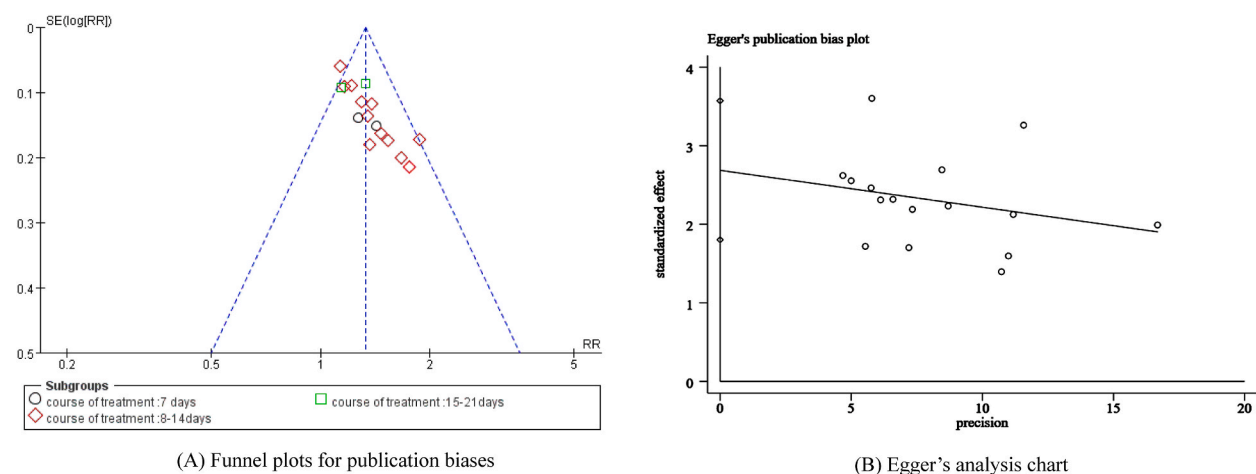 SE(log[RR])
0
0.1
0.2
0.3
0.4
0.5
RR
0.2
0.5
1
2
5
Subgroups
course of treatment :7 days
course of treatment :15-21days
course of treatment :8-14days
(A) Funnel plots for publication biases
Egger's publication bias plot
4
3
2
1
0
standardized effect
0
5
10
15
20
precision
(B) Egger's analysis chart